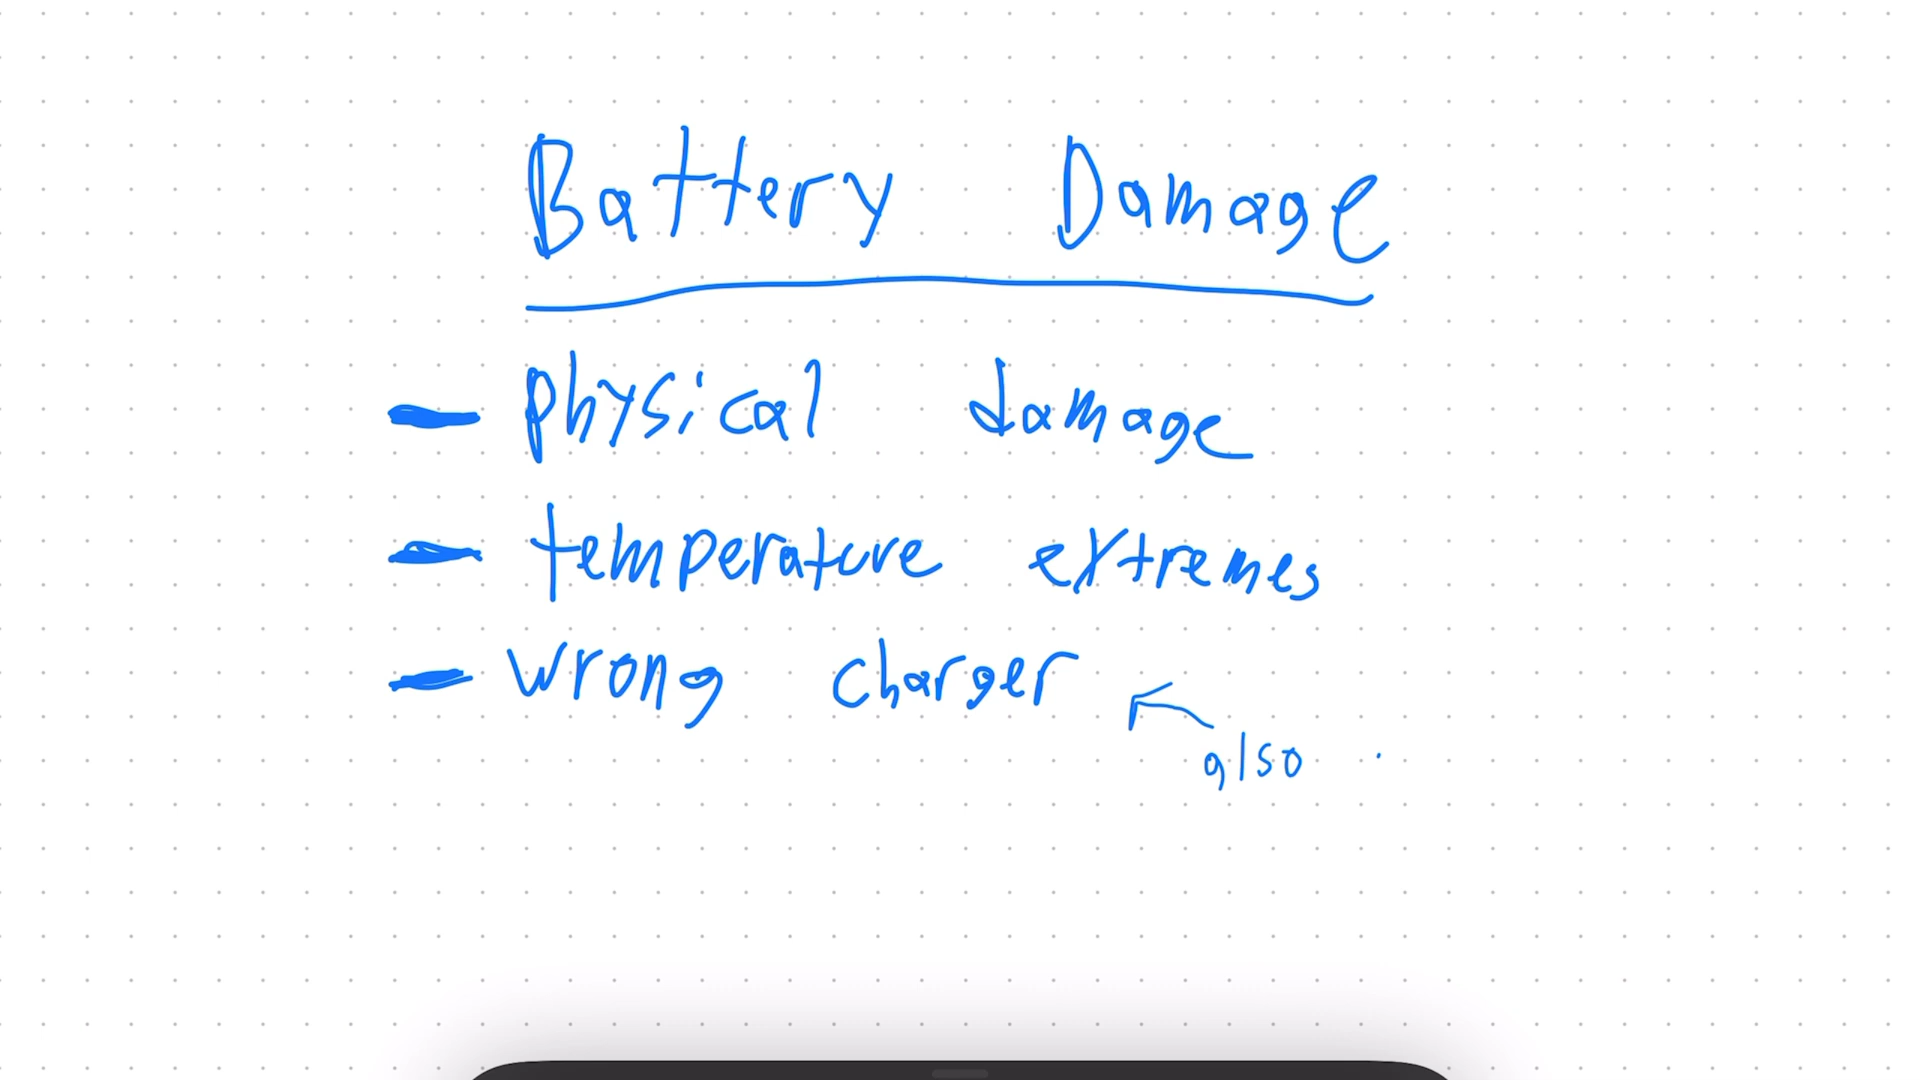 Battery Damage
- physical damage
- temperature extremes
- wrong charger
also